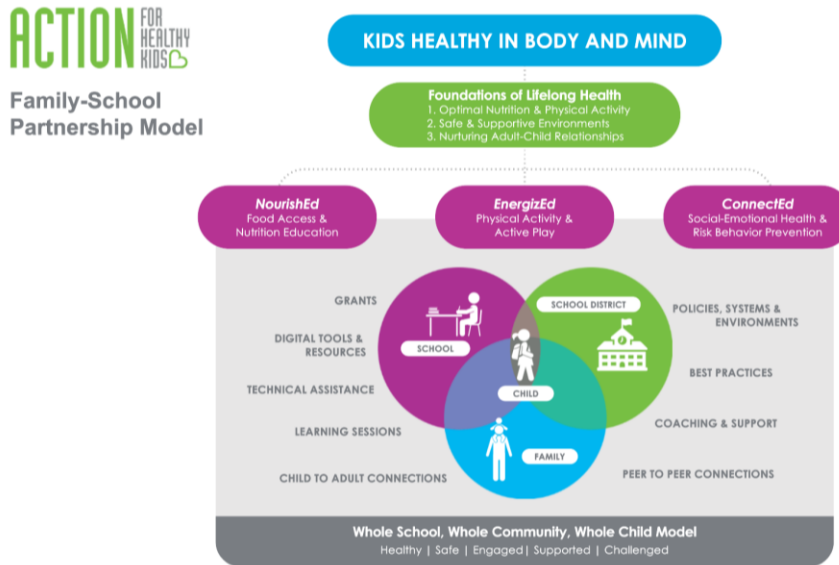 ACTION FOR
HEALTHY
KIDS
Family-School
Partnership Model
KIDS HEALTHY IN BODY AND MIND
Foundations of Lifelong Health
1. Optimal Nutrition & Physical Activity
2. Safe & Supportive Environments
3. Nurturing Adult-Child Relationships
NourishEd
Food Access &
Nutrition Education
EnergizEd
Physical Activity &
Active Play
ConnectEd
Social-Emotional Health &
Risk Behavior Prevention
GRANTS
DIGITAL TOOLS &
RESOURCES
TECHNICAL ASSISTANCE
LEARNING SESSIONS
CHILD TO ADULT CONNECTIONS
SCHOOL
SCHOOL DISTRICT
CHILD
FAMILY
POLICIES, SYSTEMS &
ENVIRONMENTS
BEST PRACTICES
COACHING & SUPPORT
PEER TO PEER CONNECTIONS
Whole School, Whole Community, Whole Child Model
Healthy | Safe | Engaged| Supported | Challenged